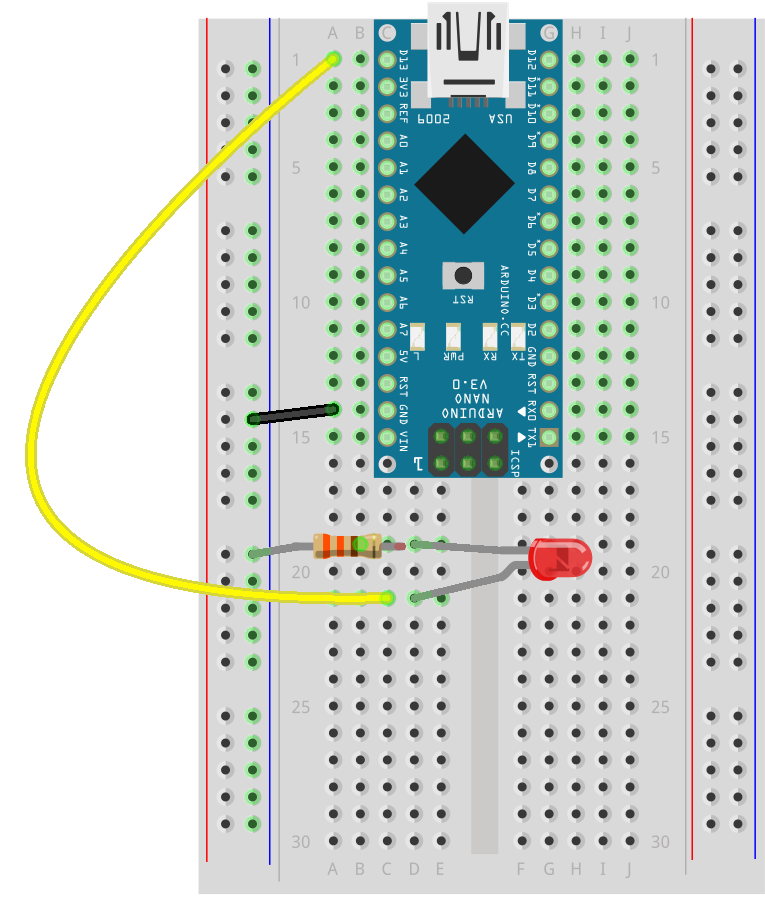 A B C G H I J
1 D13 D12 1
3V3 D11
REF D10
USA 2009
A0 D9
5 A1 D8 5
A2 D7
A3 D6
A4 D5
A5 D4
RST
ARDUINO.CC
10 A6 D3 10
A7 D2
L PWR RX TX
5V GND
RST RST
ARDUINO
NANO
V3.0
GND RX0
15 VIN TX1 15
1 ICSP
20 20
25 25
30 30
A B C D E F G H I J